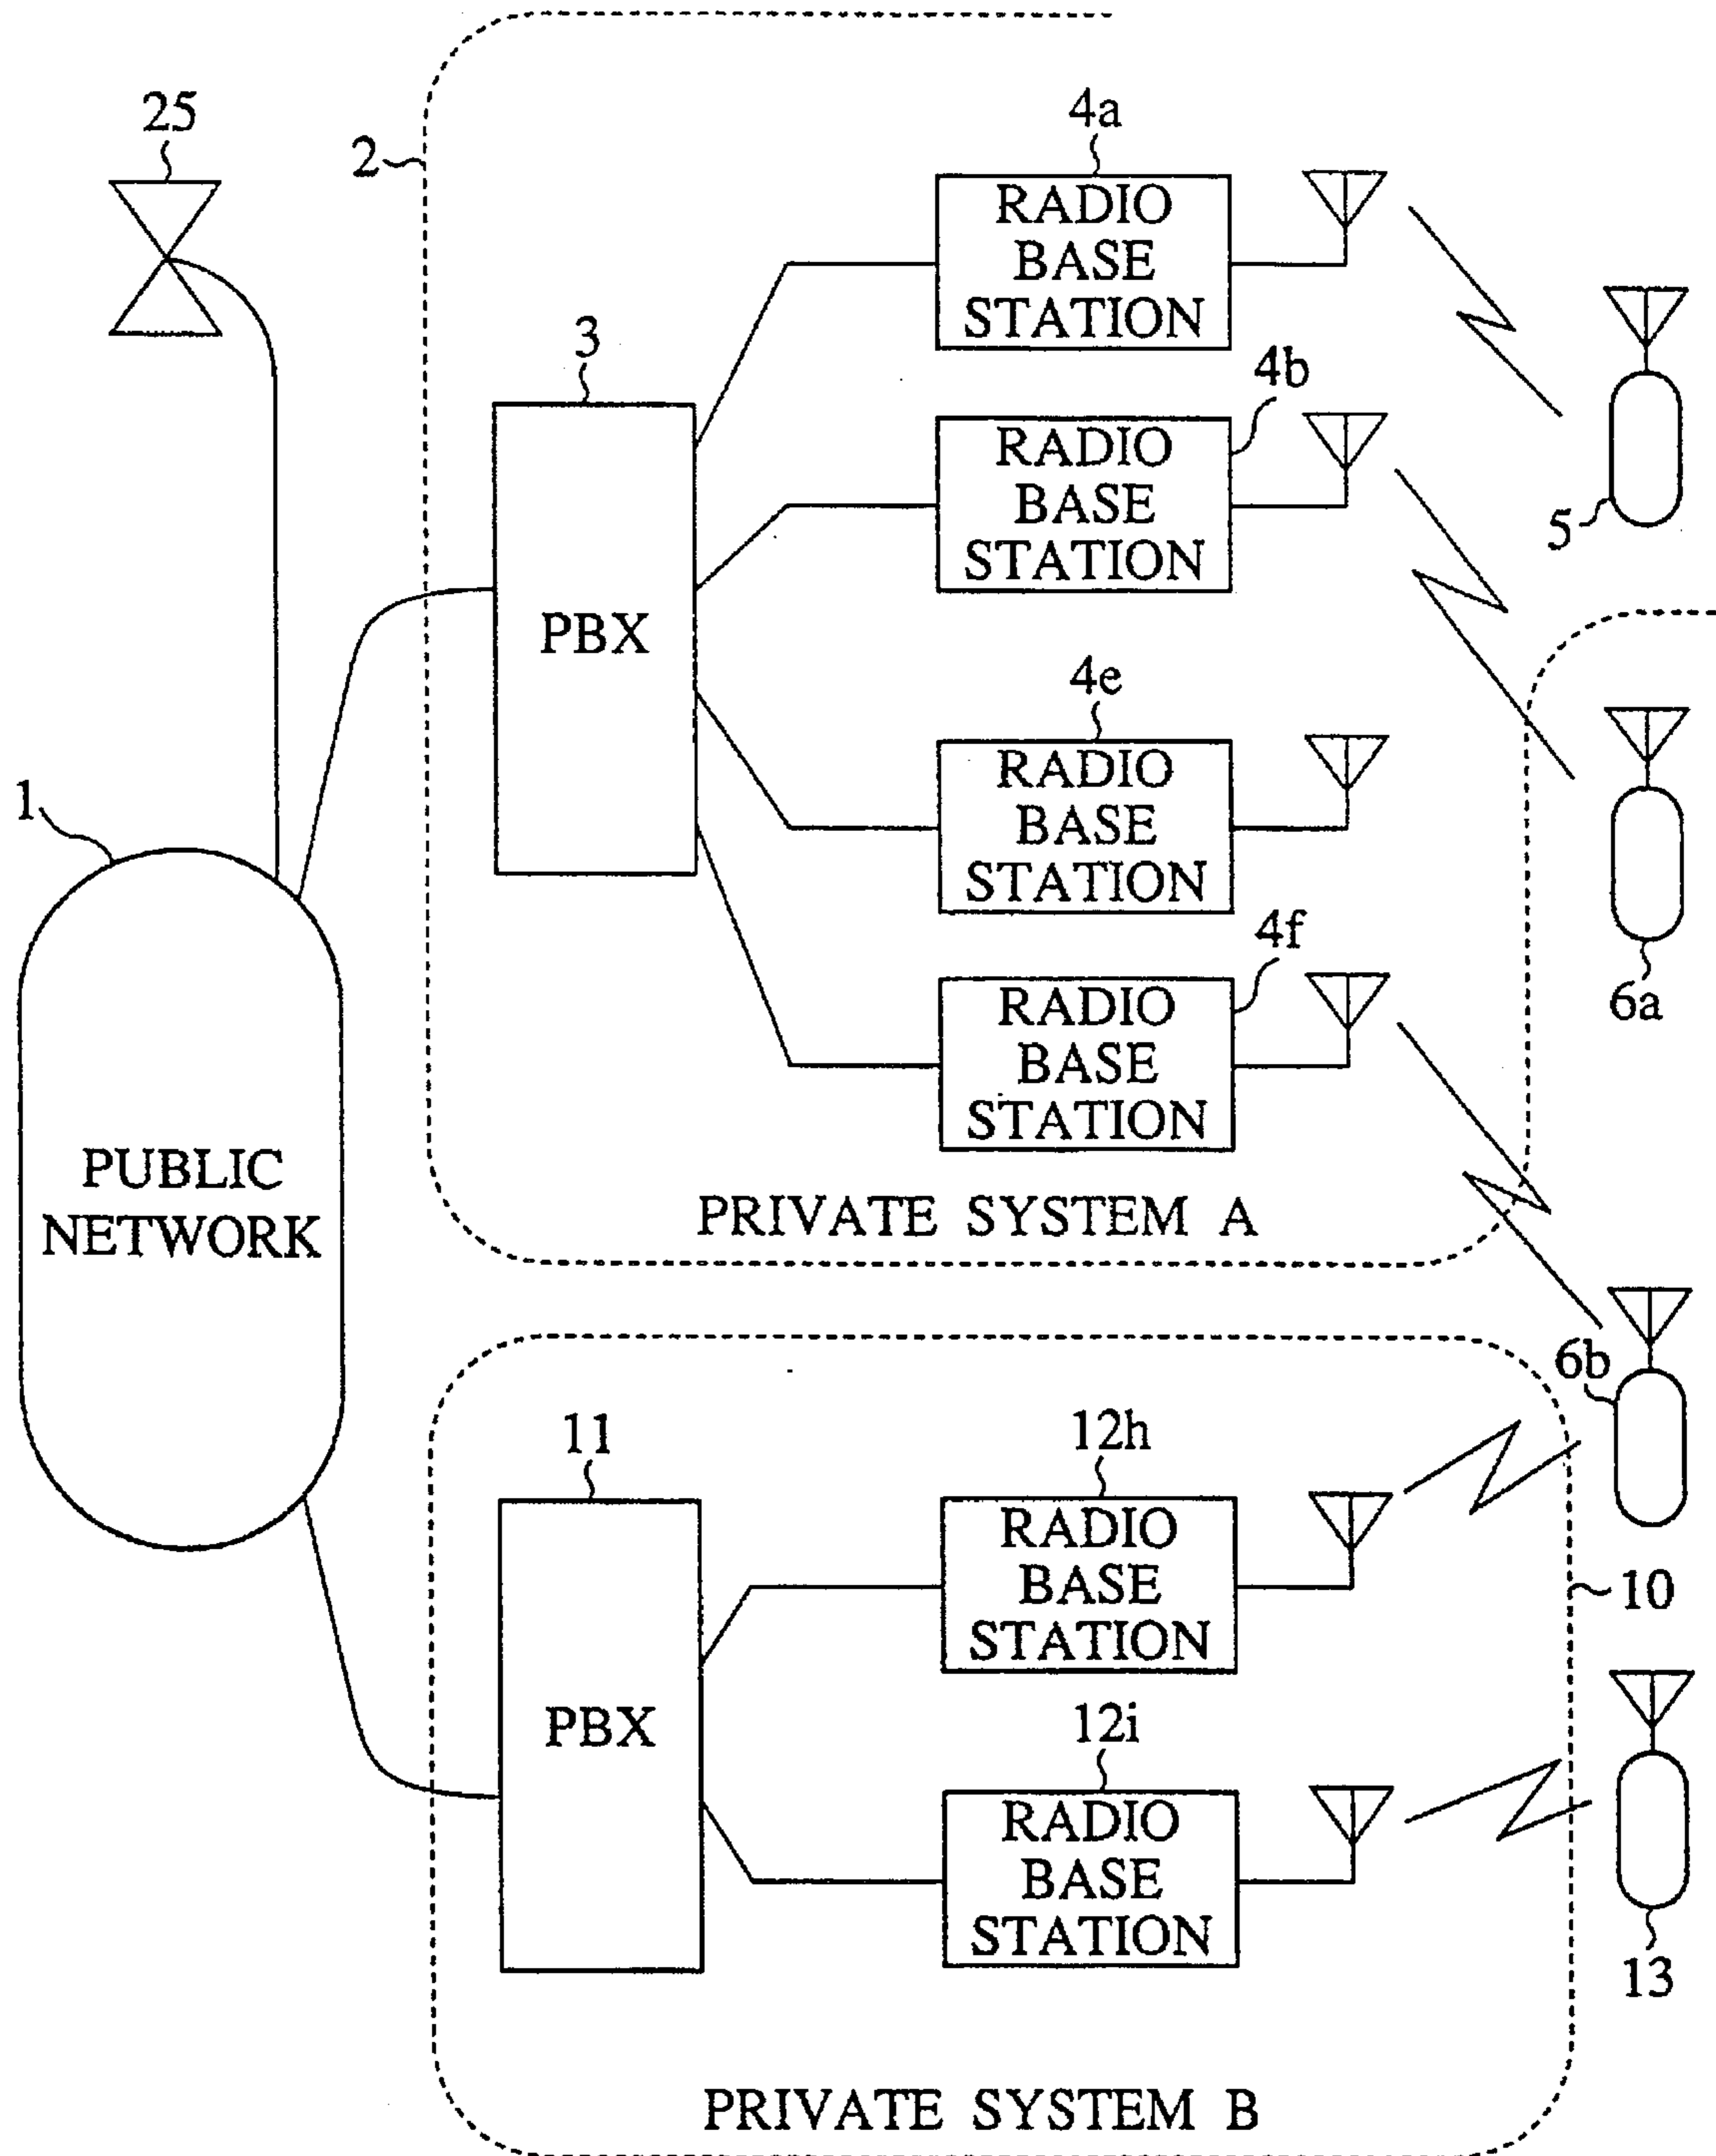 25
2
4a
RADIO
BASE
STATION
3
PBX
4b
RADIO
BASE
STATION
5
4e
RADIO
BASE
STATION
6a
1
PUBLIC
NETWORK
4f
RADIO
BASE
STATION
PRIVATE SYSTEM A
6b
11
PBX
12h
RADIO
BASE
STATION
10
12i
RADIO
BASE
STATION
13
PRIVATE SYSTEM B